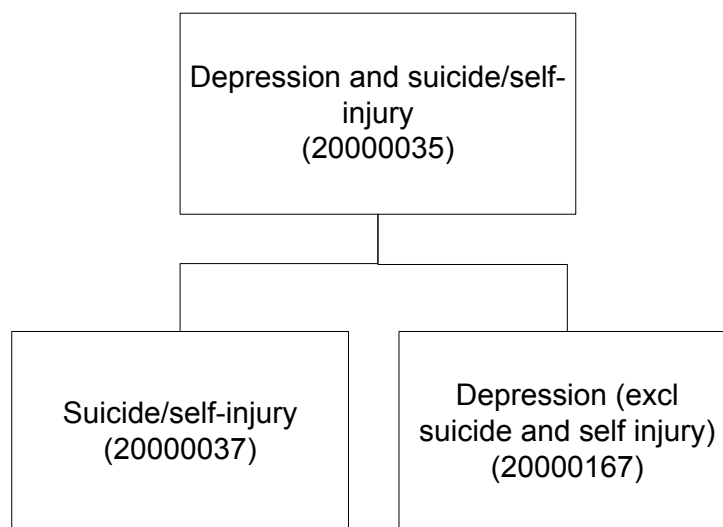 Depression and suicide/self-
injury
(20000035)
Suicide/self-injury
(20000037)
Depression (excl
suicide and self injury)
(20000167)